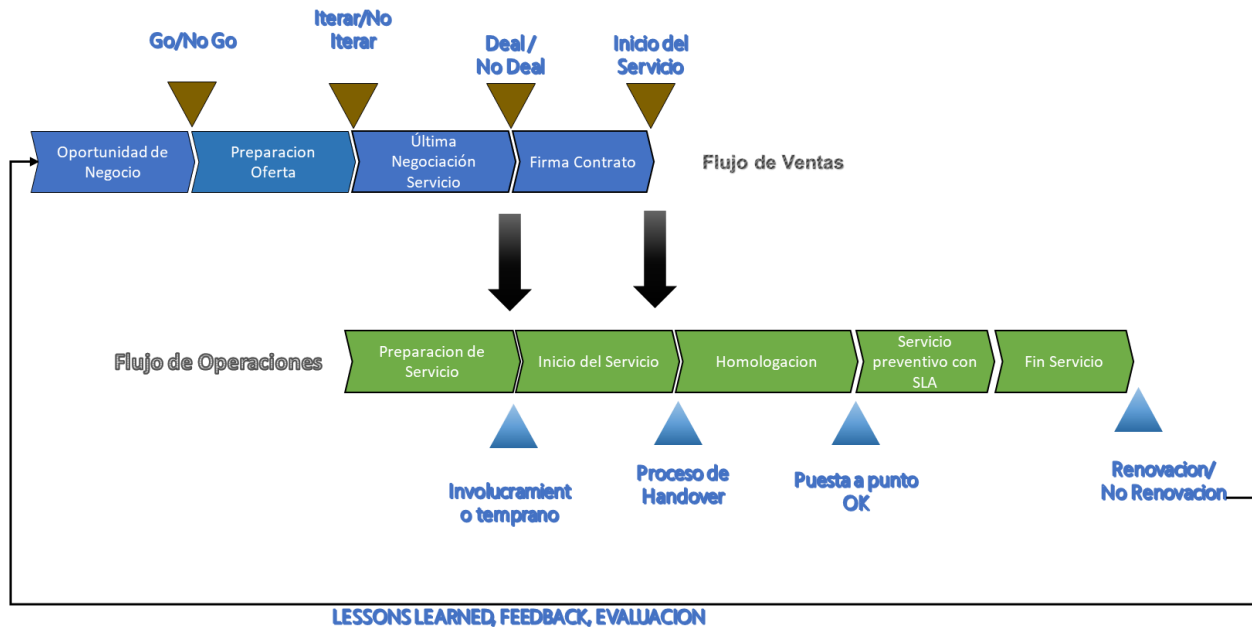 Go/No Go
Iterar/No
Iterar
Deal /
No Deal
Inicio del
Servicio
Oportunidad de
Negocio
Preparacion
Oferta
Última
Negociación
Servicio
Firma Contrato
Flujo de Ventas
Flujo de Operaciones
Preparacion de
Servicio
Inicio del Servicio
Homologacion
Servicio
preventivo con
SLA
Fin Servicio
Involucramient
o temprano
Proceso de
Handover
Puesta a punto
OK
Renovacion/
No Renovacion
LESSONS LEARNED, FEEDBACK, EVALUACION